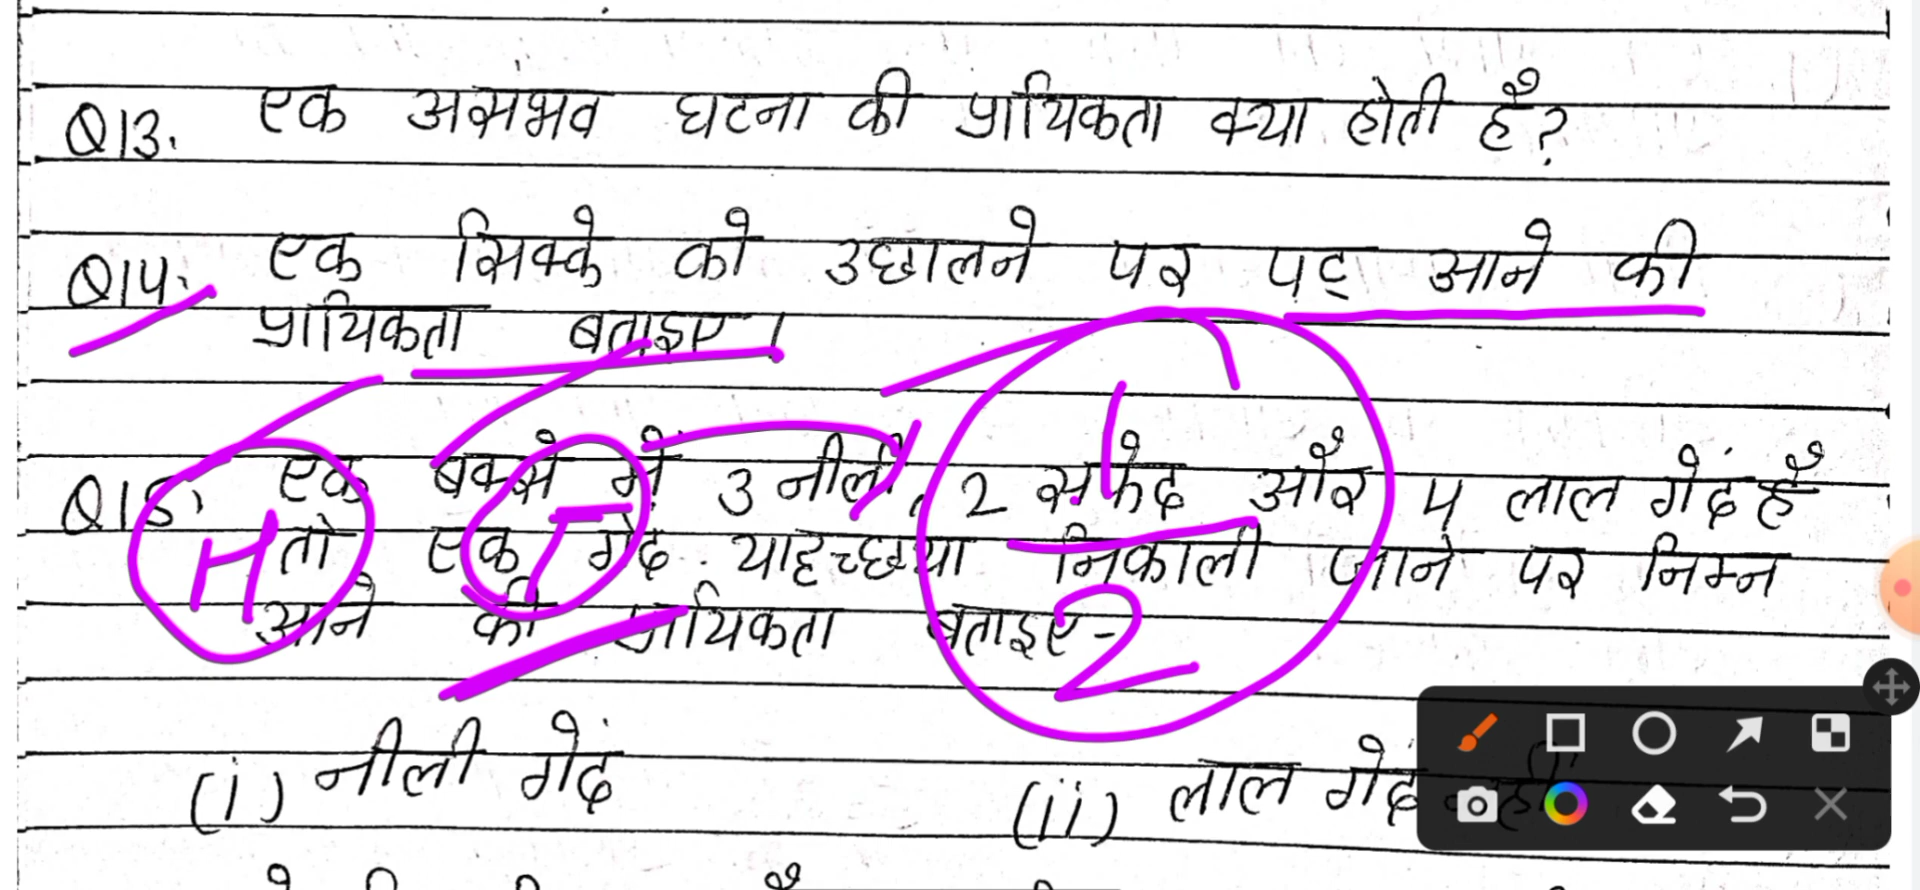 Q13. एक असंभव घटना की प्रायिकता क्या होती है?
Q14. एक सिक्के को उछालने पर पट् आने की
प्रायिकता बताइए।
Q15. एक बक्से में 3 नीली, 2 सफेद और 4 लाल गेंद हैं
तो एक गेंद यादृच्छया निकाली जाने पर निम्न
आने की प्रायिकता बताइए-
H T 1
2
(i) नीली गेंद (ii) लाल गेंद